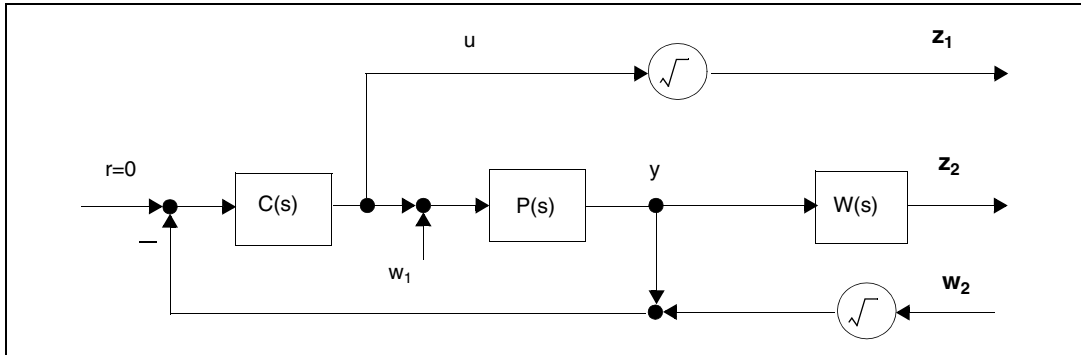 u
z₁
r=0
C(s)
P(s)
y
W(s)
z₂
−
w₁
w₂
√
√